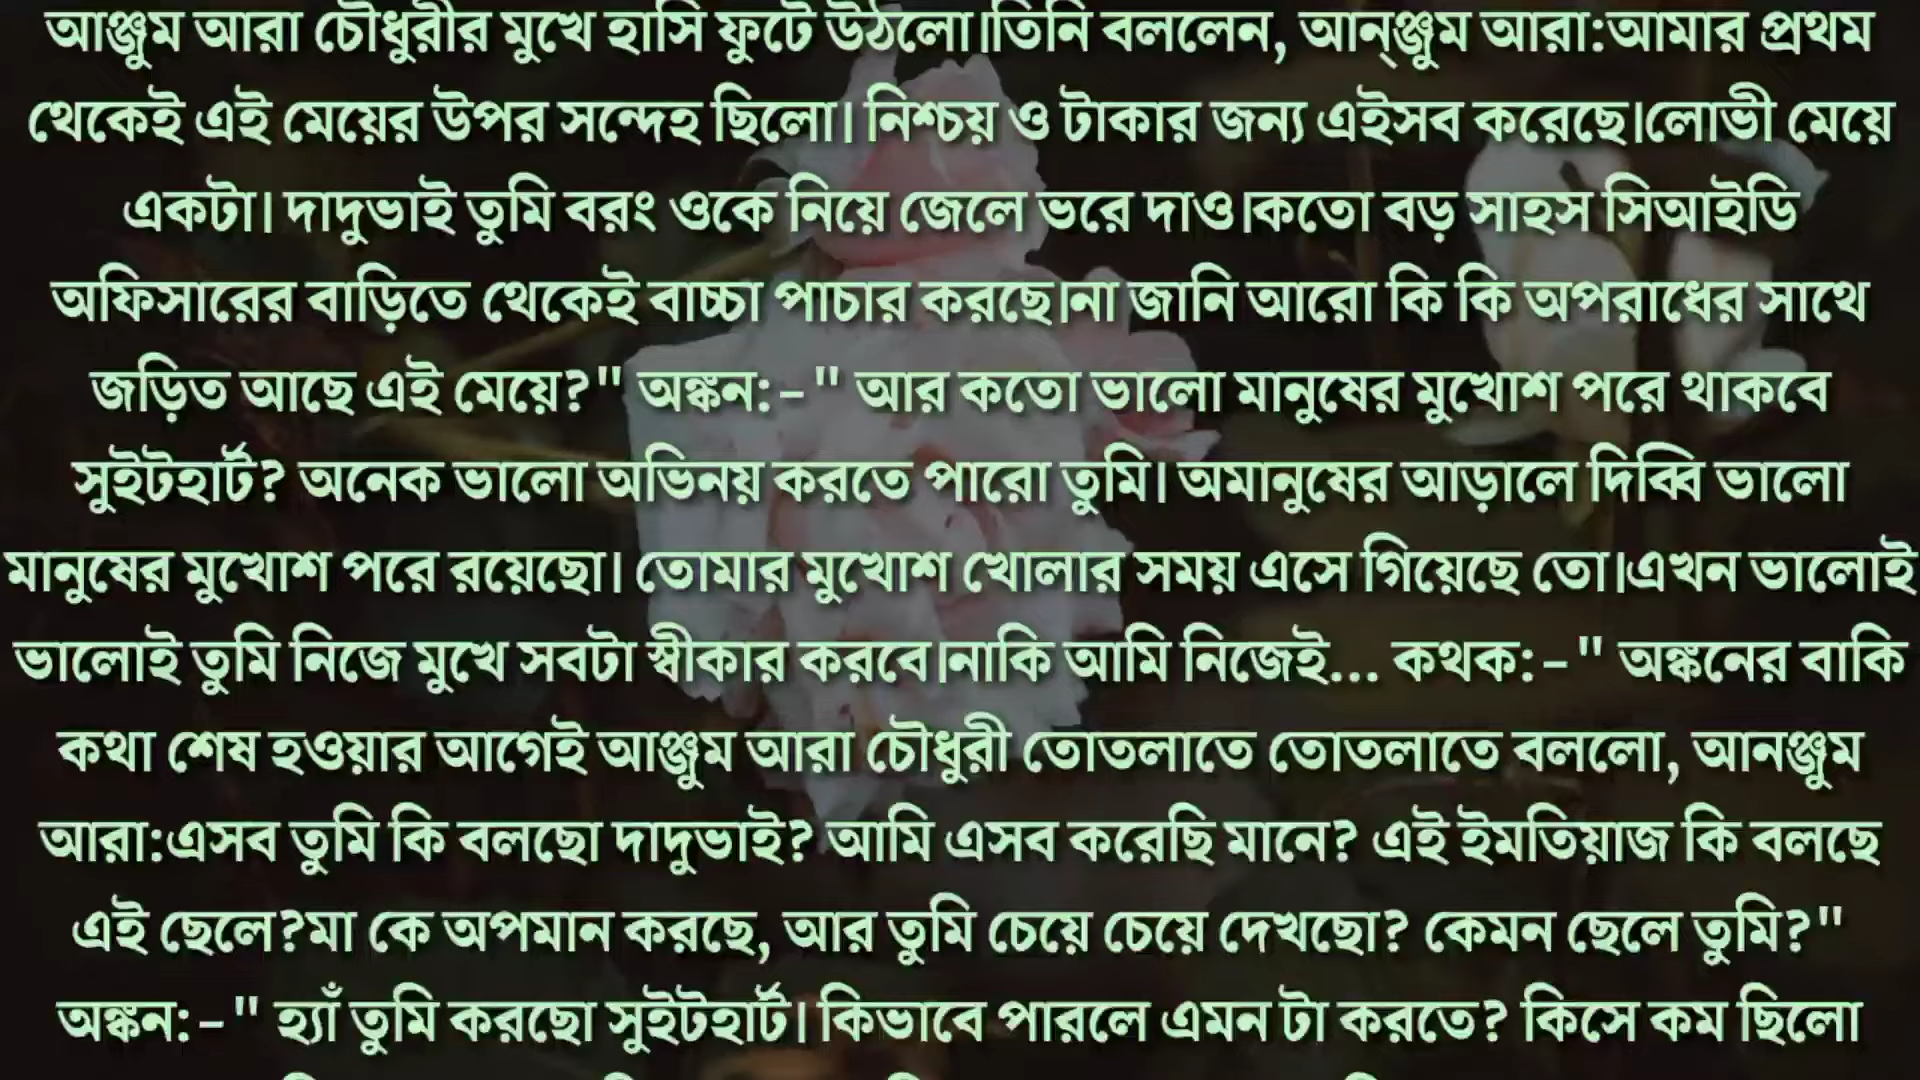 আঞ্জুম আরা চৌধুরীর মুখে হাসি ফুটে উঠলো।তিনি বললেন, আন্ঞ্জুম আরা:আমার প্রথম
থেকেই এই মেয়ের উপর সন্দেহ ছিলো। নিশ্চয় ও টাকার জন্য এইসব করেছে।লোভী মেয়ে
একটা। দাদুভাই তুমি বরং ওকে নিয়ে জেলে ভরে দাও।কতো বড় সাহস সিআইডি
অফিসারের বাড়িতে থেকেই বাচ্চা পাচার করছে।না জানি আরো কি কি অপরাধের সাথে
জড়িত আছে এই মেয়ে?" অঙ্কন:-" আর কতো ভালো মানুষের মুখোশ পরে থাকবে
সুইটহার্ট? অনেক ভালো অভিনয় করতে পারো তুমি। অমানুষের আড়ালে দিব্বি ভালো
মানুষের মুখোশ পরে রয়েছো। তোমার মুখোশ খোলার সময় এসে গিয়েছে তো।এখন ভালোই
ভালোই তুমি নিজে মুখে সবটা স্বীকার করবে।নাকি আমি নিজেই... কথক:-" অঙ্কনের বাকি
কথা শেষ হওয়ার আগেই আঞ্জুম আরা চৌধুরী তোতলাতে তোতলাতে বললো, আনঞ্জুম
আরা:এসব তুমি কি বলছো দাদুভাই? আমি এসব করেছি মানে? এই ইমতিয়াজ কি বলছে
এই ছেলে?মা কে অপমান করছে, আর তুমি চেয়ে চেয়ে দেখছো? কেমন ছেলে তুমি?"
অঙ্কন:-" হ্যাঁ তুমি করছো সুইটহার্ট। কিভাবে পারলে এমন টা করতে? কিসে কম ছিলো